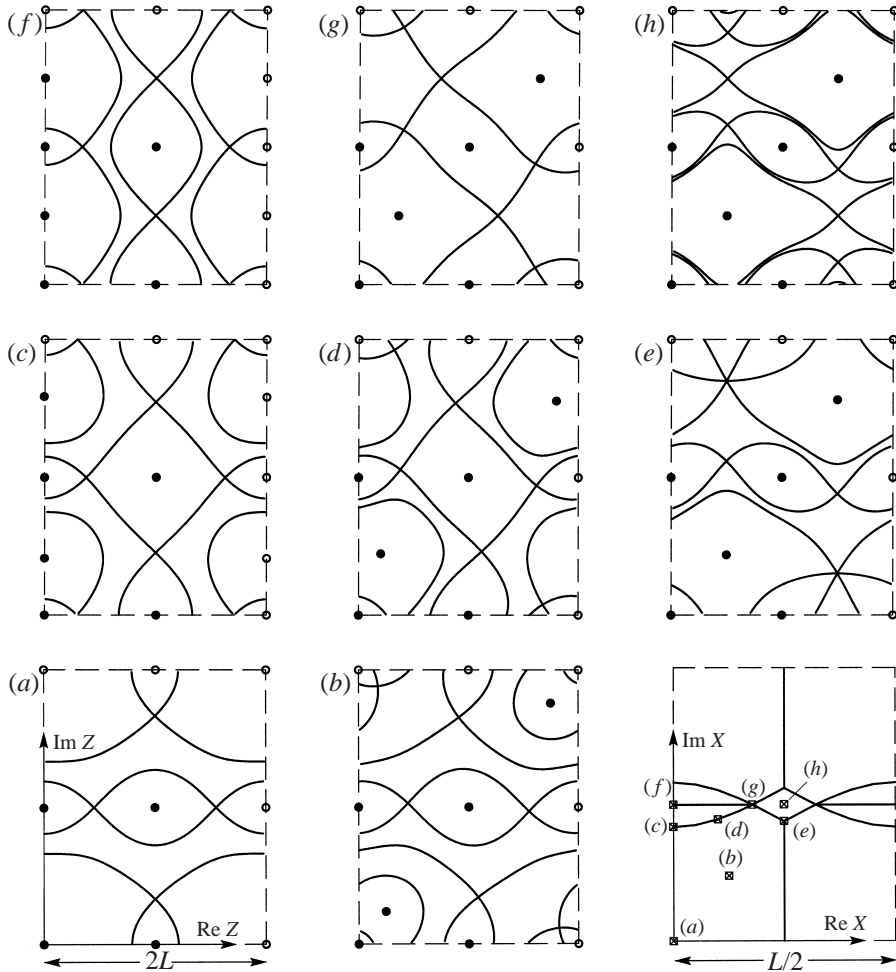 (f) (g) (h)
(c) (d) (e)
(a) (b)
Im Z
Re Z
2L
Im X
(f) (g) (h)
(c) (d) (e)
(b)
(a) Re X
L/2